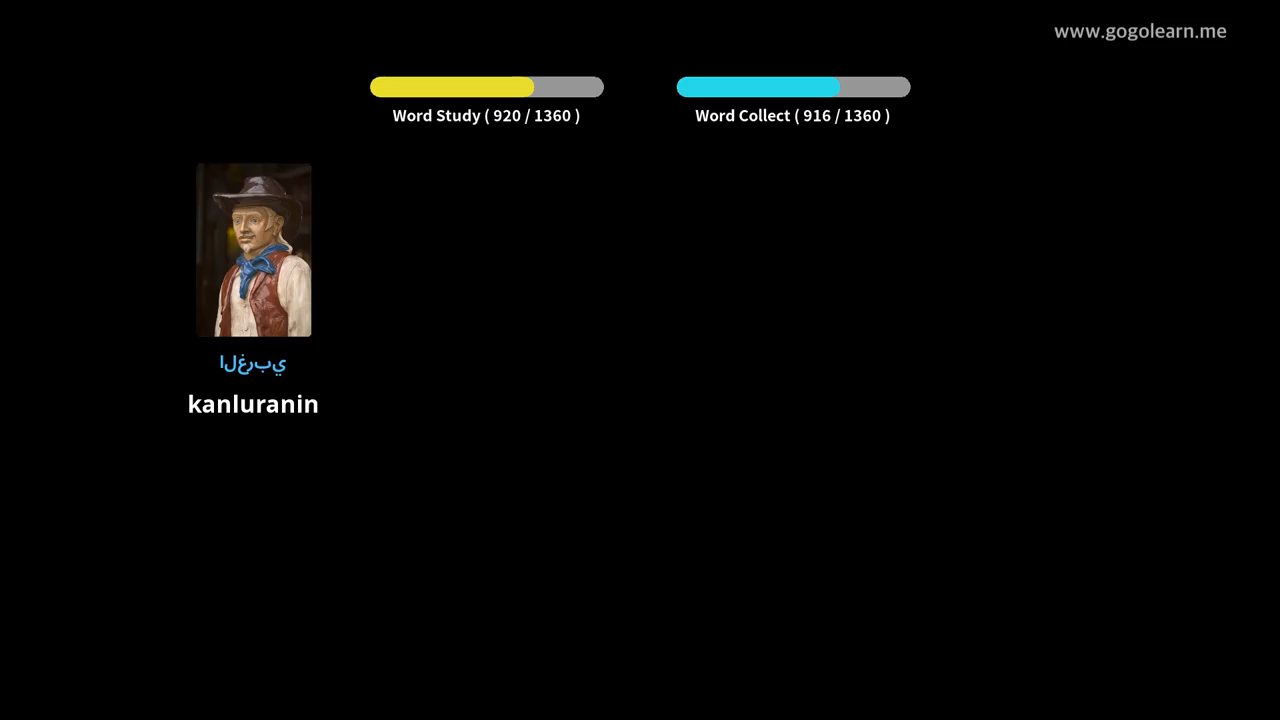 www.gogolearn.me
Word Study ( 920 / 1360 )
Word Collect ( 916 / 1360 )
الغربي
kanluranin